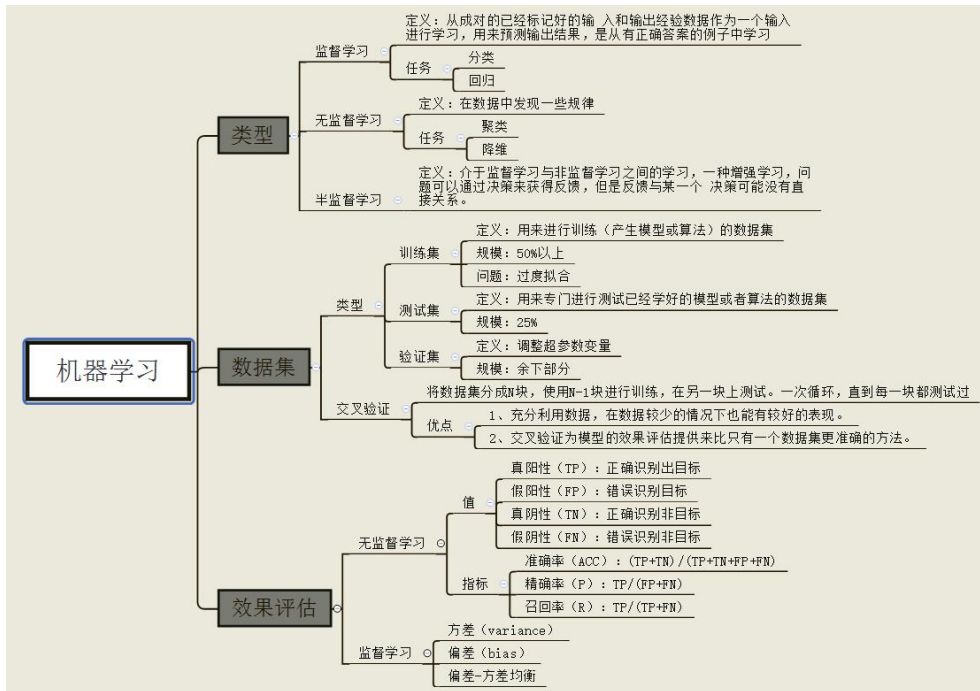 机器学习
类型
监督学习
定义：从成对的已经标记好的输 入和输出经验数据作为一个输入
进行学习，用来预测输出结果，是从有正确答案的例子中学习
任务
分类
回归
无监督学习
定义：在数据中发现一些规律
任务
聚类
降维
半监督学习
定义：介于监督学习与非监督学习之间的学习，一种增强学习，问
题可以通过决策来获得反馈，但是反馈与某一个 决策可能没有直
接关系。
数据集
类型
训练集
定义：用来进行训练（产生模型或算法）的数据集
规模：50%以上
问题：过度拟合
测试集
定义：用来专门进行测试已经学好的模型或者算法的数据集
规模：25%
验证集
定义：调整超参数变量
规模：余下部分
交叉验证
将数据集分成N块，使用N-1块进行训练，在另一块上测试。一次循环，直到每一块都测试过
优点
1、充分利用数据，在数据较少的情况下也能有较好的表现。
2、交叉验证为模型的效果评估提供来比只有一个数据集更准确的方法。
效果评估
无监督学习
值
真阳性（TP）：正确识别出目标
假阳性（FP）：错误识别目标
真阴性（TN）：正确识别非目标
假阴性（FN）：错误识别非目标
指标
准确率（ACC）：(TP+TN)/(TP+TN+FP+FN)
精确率（P）：TP/(FP+FN)
召回率（R）：TP/(TP+FN)
监督学习
方差（variance）
偏差（bias）
偏差-方差均衡